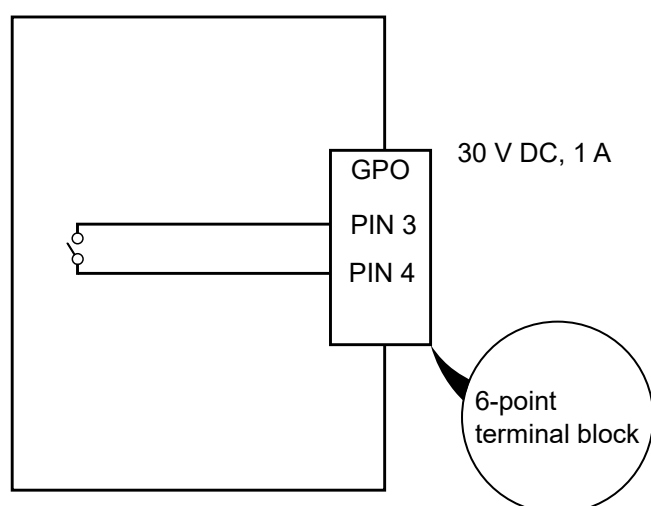 30 V DC, 1 A
GPO
PIN 3
PIN 4
6-point
terminal block